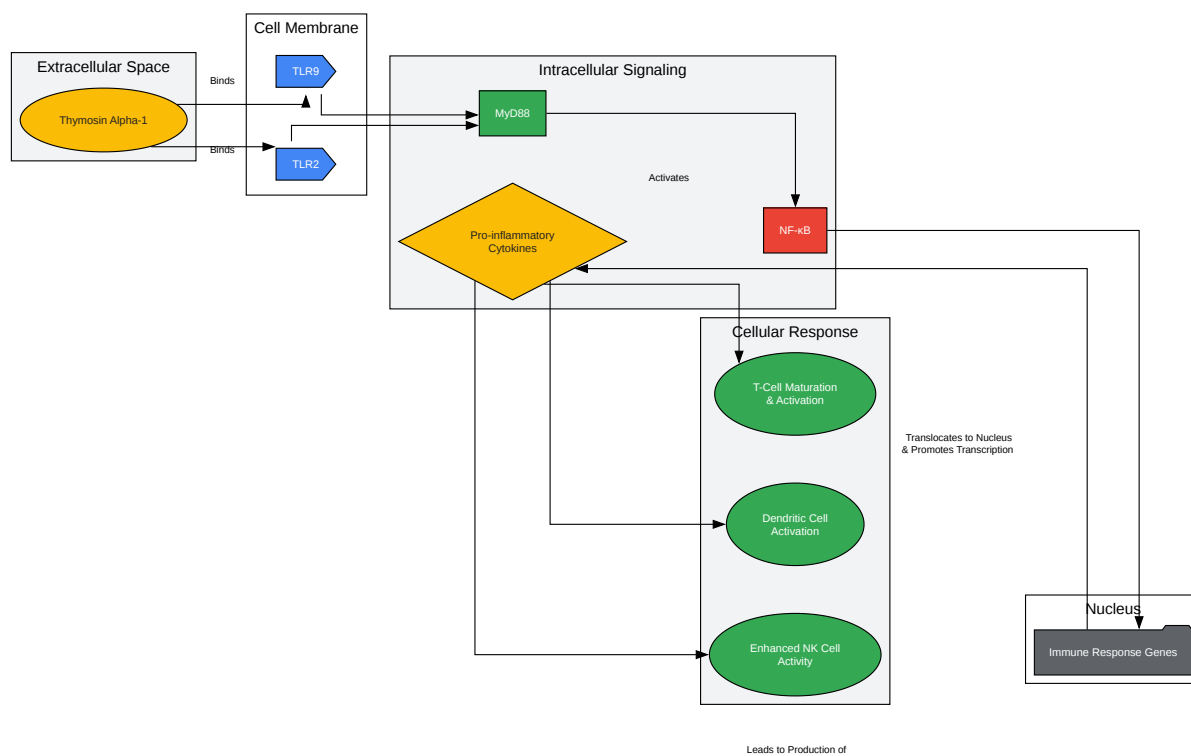 Cell Membrane
Extracellular Space
Thymosin Alpha-1
Binds
Binds
TLR9
TLR2
Intracellular Signaling
MyD88
Activates
Pro-inflammatory
Cytokines
NF-κB
Cellular Response
T-Cell Maturation
& Activation
Dendritic Cell
Activation
Enhanced NK Cell
Activity
Translocates to Nucleus
& Promotes Transcription
Nucleus
Immune Response Genes
Leads to Production of